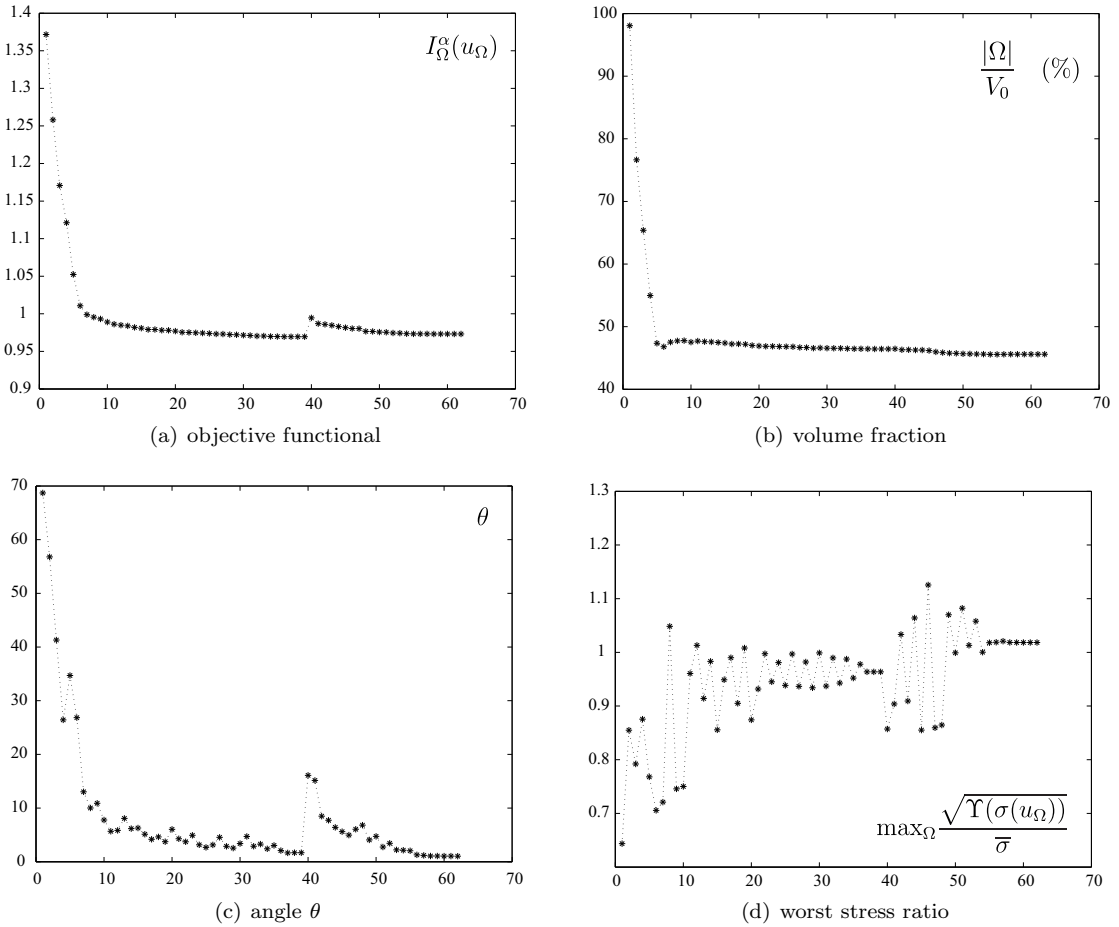 1.4
1.35
1.3
1.25
1.2
1.15
1.1
1.05
1
0.95
0.9
0 10 20 30 40 50 60 70
I_Ω^α(u_Ω)
(a) objective functional
100
90
80
70
60
50
40
0 10 20 30 40 50 60 70
|Ω| / V_0 (%)
(b) volume fraction
70
60
50
40
30
20
10
0
0 10 20 30 40 50 60 70
θ
(c) angle θ
1.3
1.2
1.1
1
0.9
0.8
0.7
0 10 20 30 40 50 60 70
max_Ω √Υ(σ(u_Ω)) / σ̅
(d) worst stress ratio